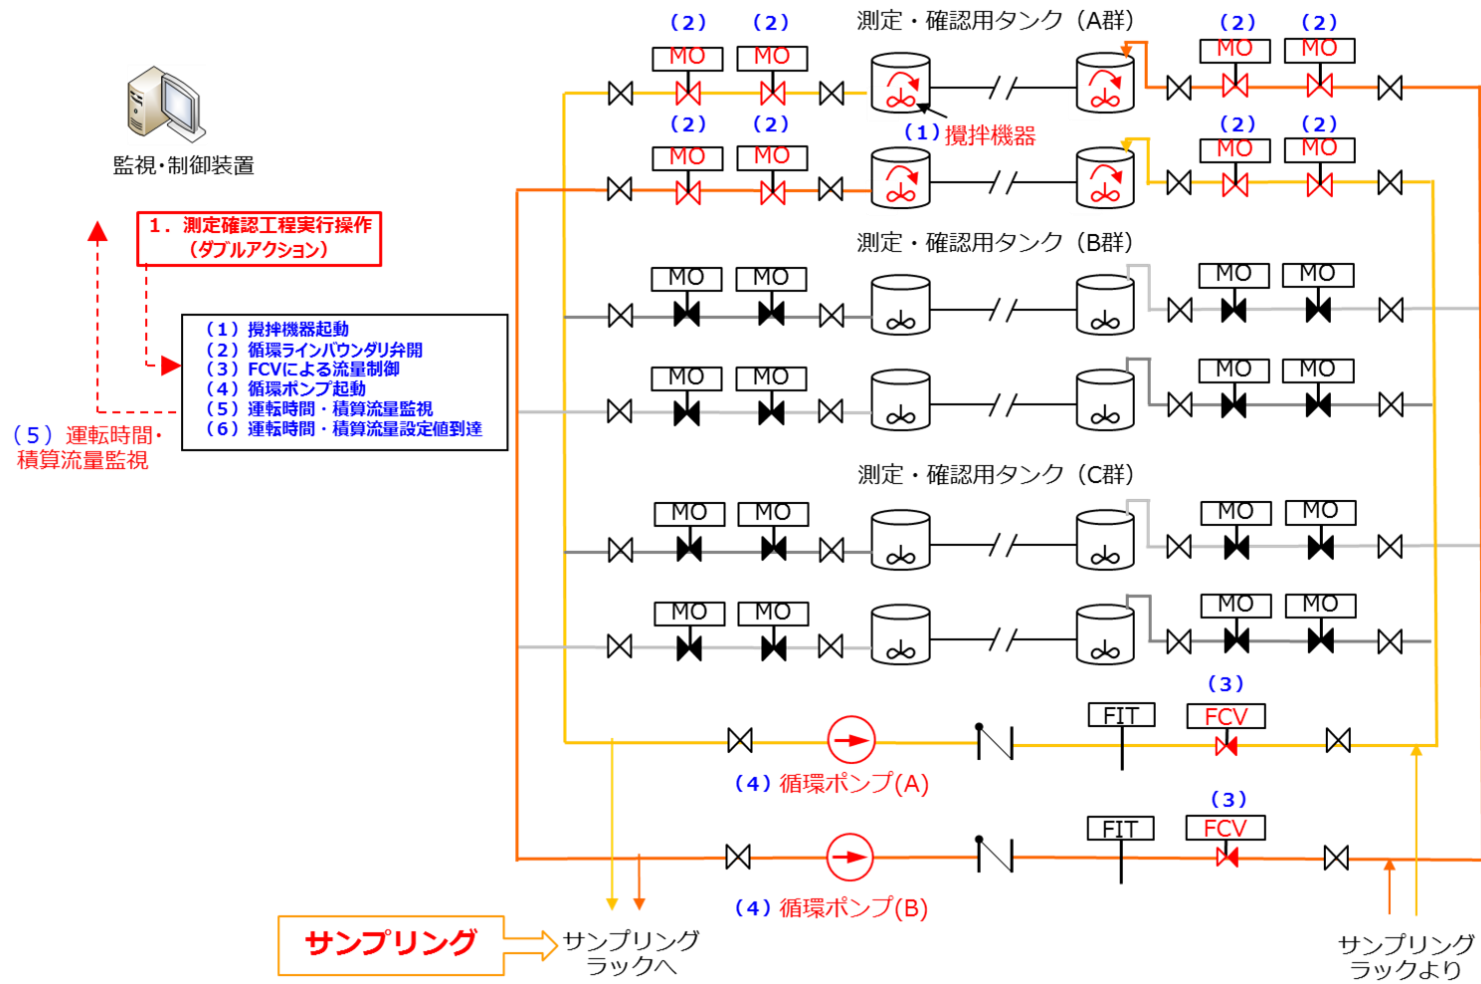 (2) (2) 測定・確認用タンク (A群) (2) (2)
MO MO MO MO
(1) 攪拌機器
(2) (2) (2) (2)
MO MO MO MO
監視・制御装置
1. 測定確認工程実行操作
(ダブルアクション)
測定・確認用タンク (B群)
MO MO MO MO
(1) 攪拌機器起動
(2) 循環ラインバウンダリ弁開
(3) FCVによる流量制御
(4) 循環ポンプ起動
(5) 運転時間・積算流量監視
(6) 運転時間・積算流量設定値到達
MO MO MO MO
(5) 運転時間・
積算流量監視
測定・確認用タンク (C群)
MO MO MO MO
MO MO MO MO
(3)
FIT FCV
(4) 循環ポンプ(A)
(3)
FIT FCV
(4) 循環ポンプ(B)
サンプリング
サンプリング
ラックへ
サンプリング
ラックより